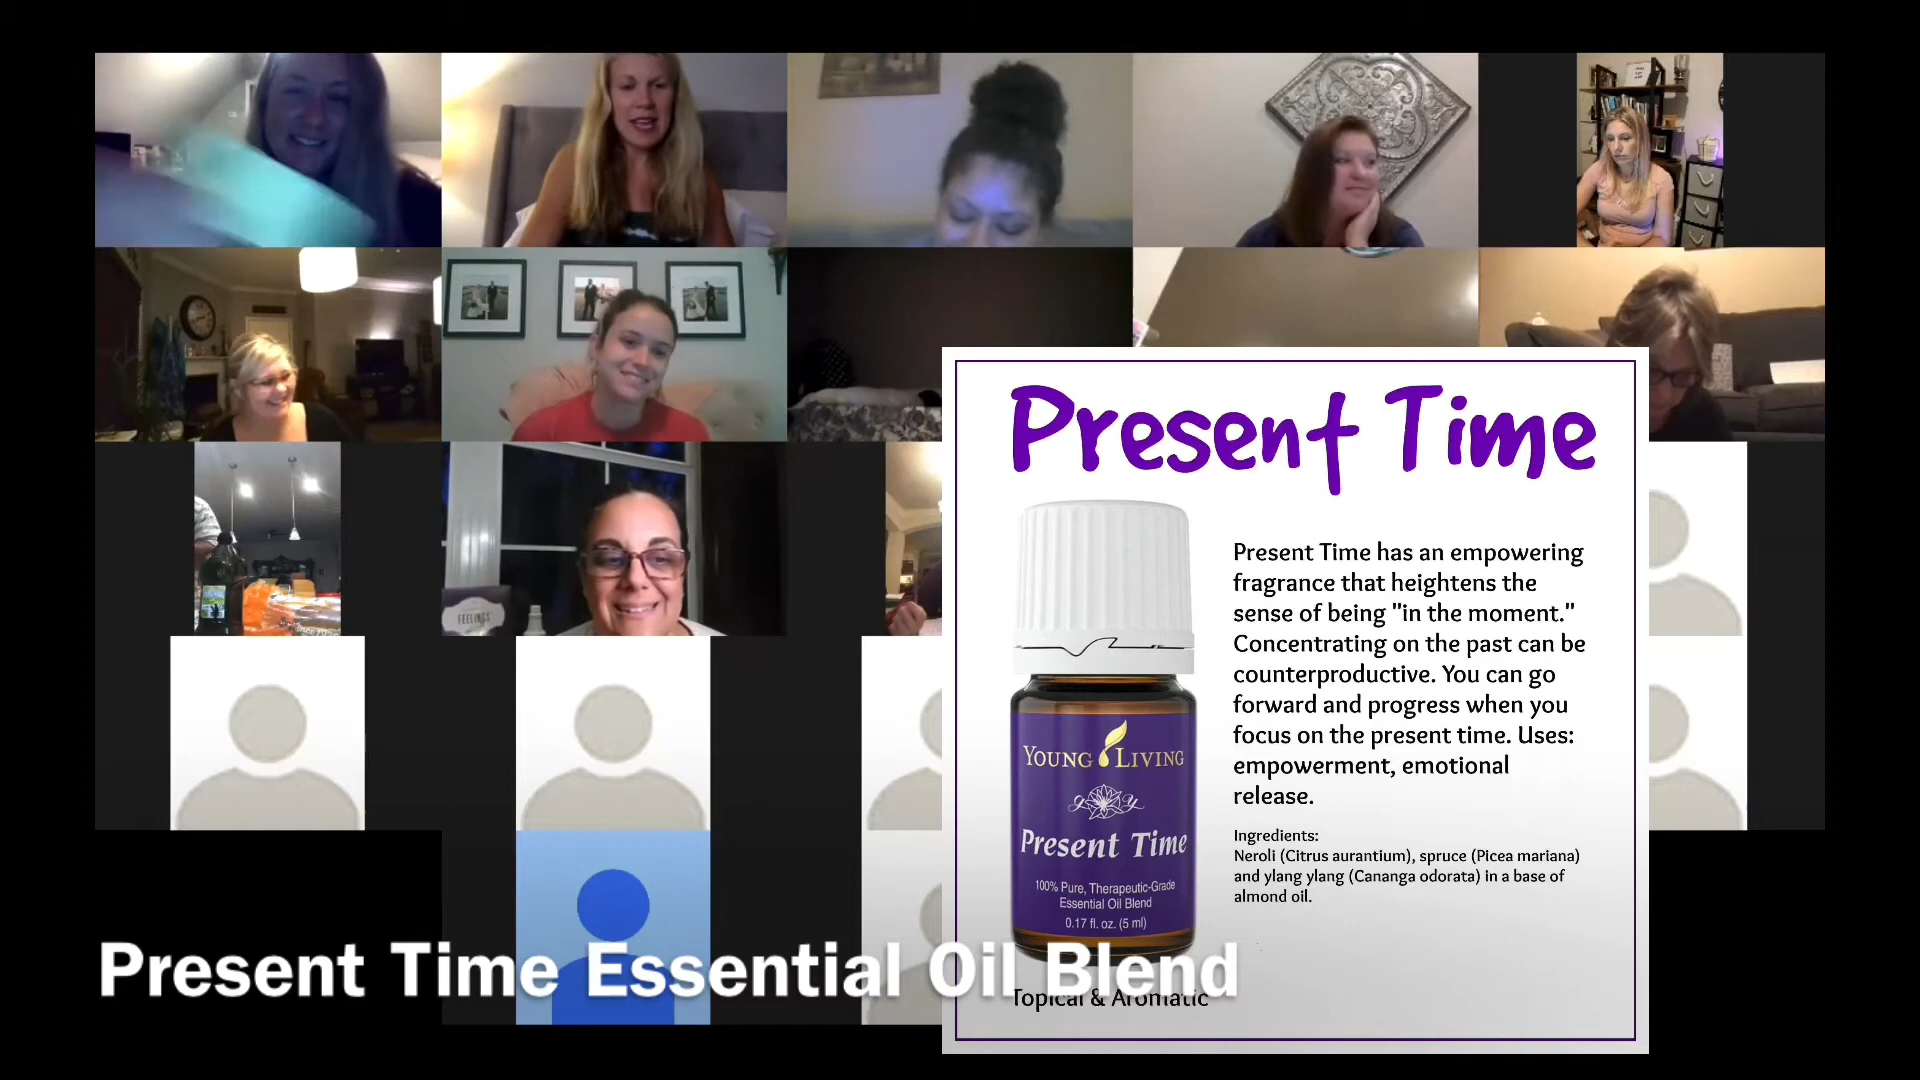 FEELINGS
Present Time
Present Time has an empowering
fragrance that heightens the
sense of being "in the moment."
Concentrating on the past can be
counterproductive. You can go
forward and progress when you
focus on the present time. Uses:
empowerment, emotional
release.
Ingredients:
Neroli (Citrus aurantium), spruce (Picea mariana)
and ylang ylang (Cananga odorata) in a base of
almond oil.
YOUNG LIVING
g y
Present Time
100% Pure, Therapeutic-Grade
Essential Oil Blend
0.17 fl. oz. (5 ml)
Present Time Essential Oil Blend
Topical & Aromatic